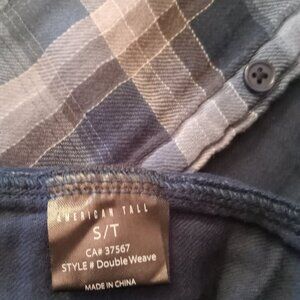 AMERICAN TALL
S/T
CA# 37567
STYLE # Double Weave
MADE IN CHINA